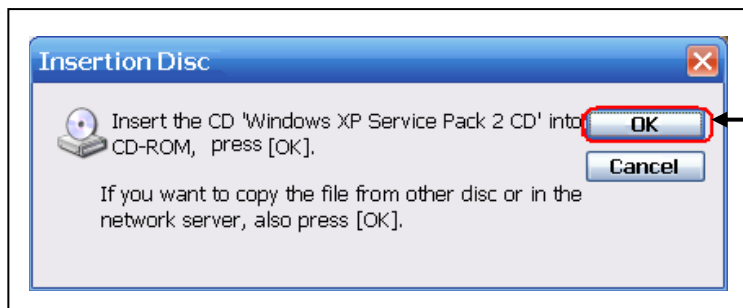 Insertion Disc
Insert the CD 'Windows XP Service Pack 2 CD' into
CD-ROM, press [OK].
If you want to copy the file from other disc or in the
network server, also press [OK].
OK
Cancel